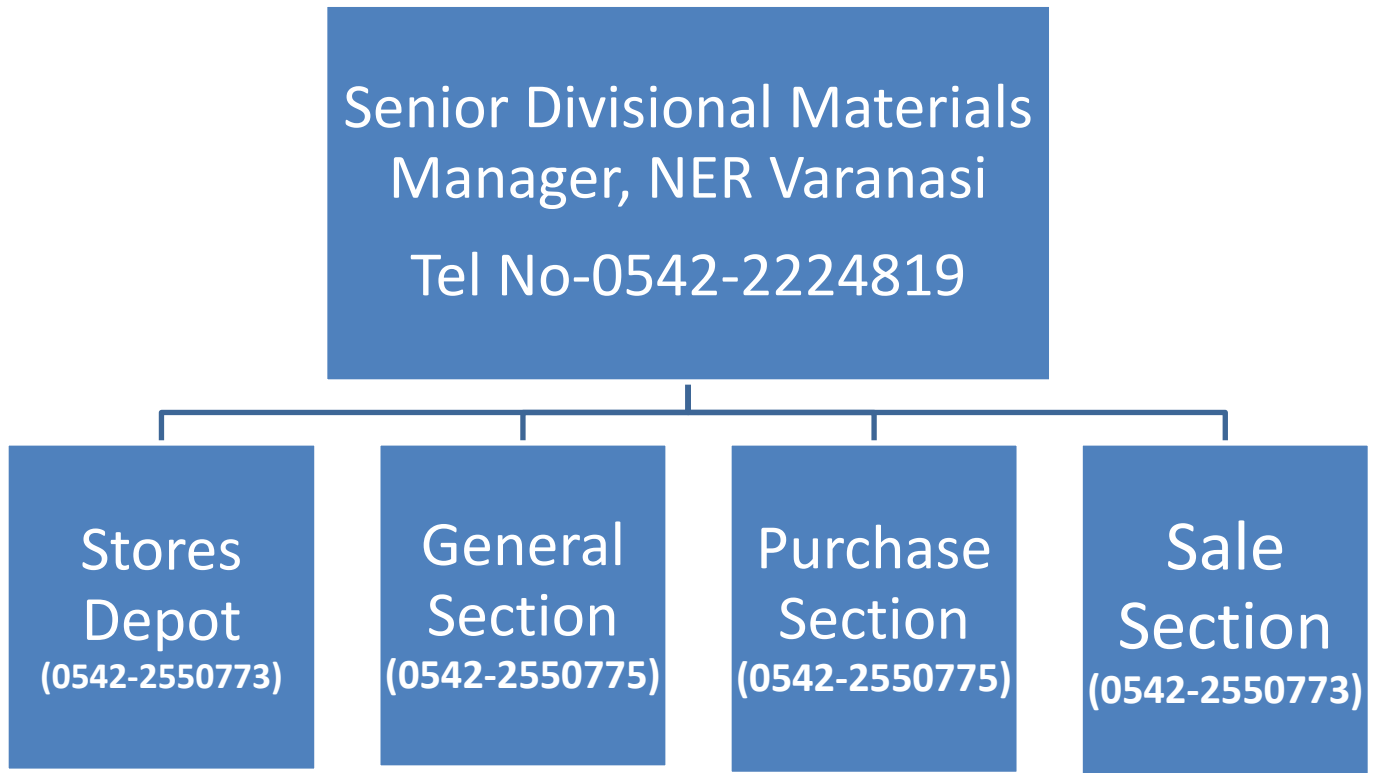 Senior Divisional Materials
Manager, NER Varanasi
Tel No-0542-2224819
Stores
Depot
(0542-2550773)
General
Section
(0542-2550775)
Purchase
Section
(0542-2550775)
Sale
Section
(0542-2550773)